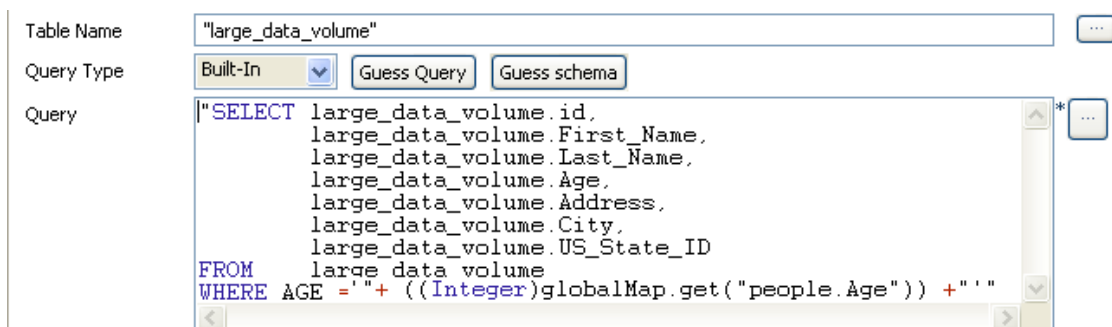 Table Name "large_data_volume" ...
Query Type Built-In Guess Query Guess schema
Query "SELECT large_data_volume.id, * ...
large_data_volume.First_Name,
large_data_volume.Last_Name,
large_data_volume.Age,
large_data_volume.Address,
large_data_volume.City,
large_data_volume.US_State_ID
FROM large_data_volume
WHERE AGE ='"+ ((Integer)globalMap.get("people.Age")) +"'"